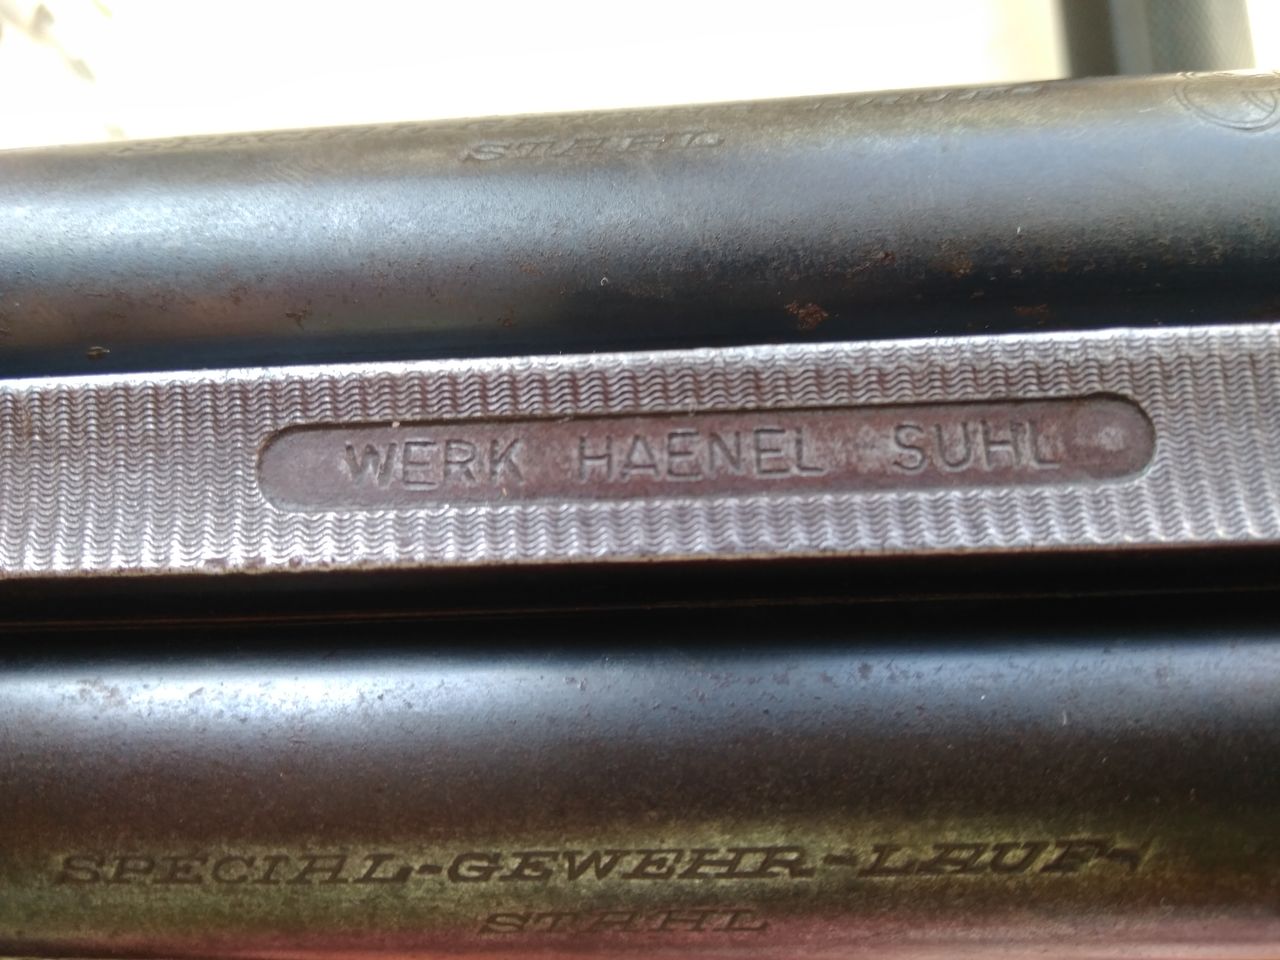 STAHL
WERK HAENEL SUHL
SPECIAL-GEWEHR-LAUF-
STAHL